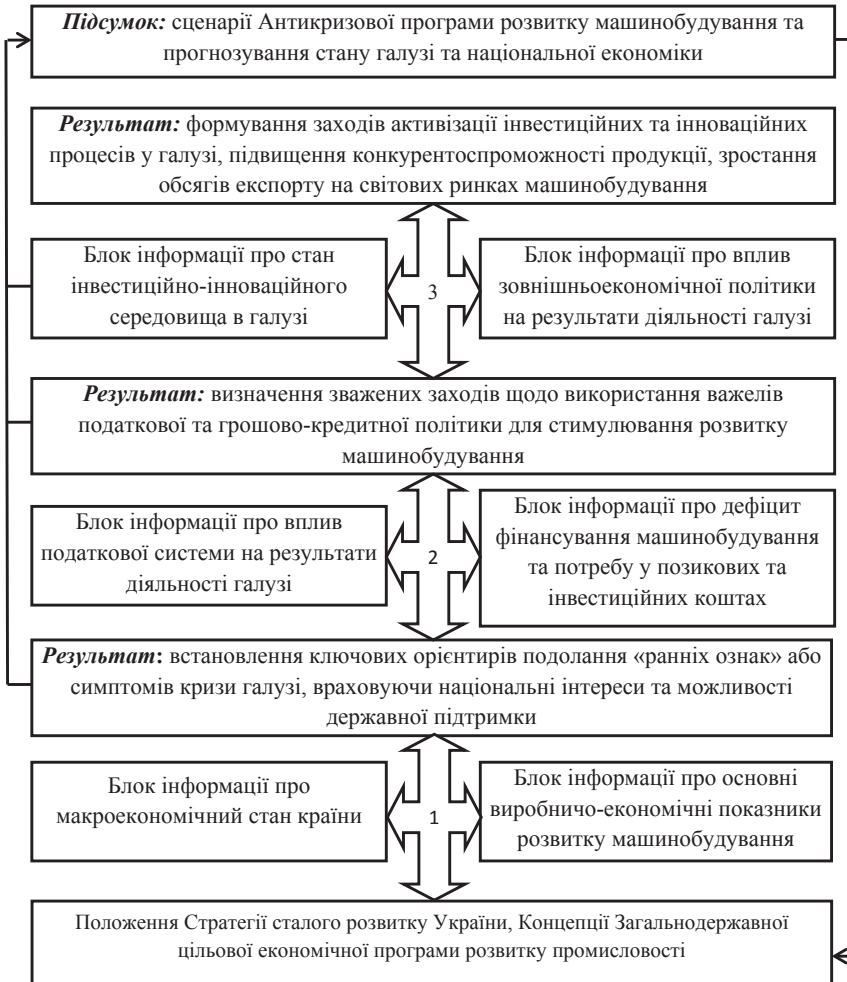 Підсумок: сценарії Антикризової програми розвитку машинобудування та
прогнозування стану галузі та національної економіки
Результат: формування заходів активізації інвестиційних та інноваційних
процесів у галузі, підвищення конкурентоспроможності продукції, зростання
обсягів експорту на світових ринках машинобудування
Блок інформації про стан
інвестиційно-інноваційного
середовища в галузі
3
Блок інформації про вплив
зовнішньоекономічної політики
на результати діяльності галузі
Результат: визначення зважених заходів щодо використання важелів
податкової та грошово-кредитної політики для стимулювання розвитку
машинобудування
Блок інформації про вплив
податкової системи на результати
діяльності галузі
2
Блок інформації про дефіцит
фінансування машинобудування
та потребу у позикових та
інвестиційних коштах
Результат: встановлення ключових орієнтирів подолання «ранніх ознак» або
симптомів кризи галузі, враховуючи національні інтереси та можливості
державної підтримки
Блок інформації про
макроекономічний стан країни
1
Блок інформації про основні
виробничо-економічні показники
розвитку машинобудування
Положення Стратегії сталого розвитку України, Концепції Загальнодержавної
цільової економічної програми розвитку промисловості